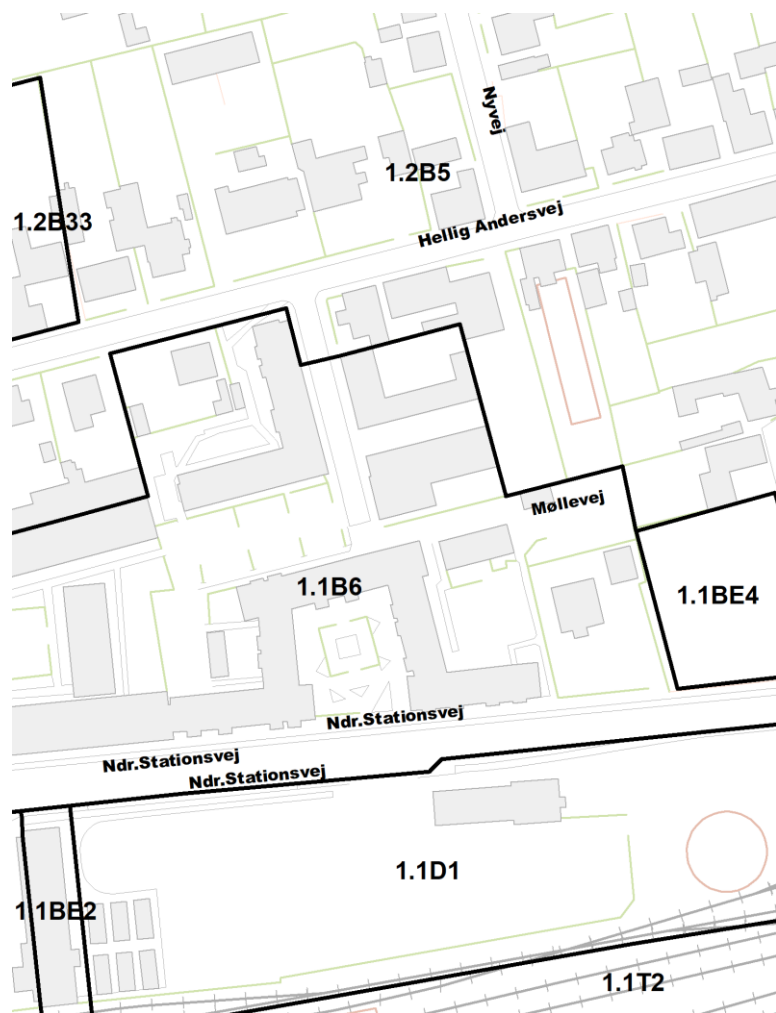 Nyvej
1.2B5
1.2B33
Hellig Andersvej
Møllevej
1.1B6
1.1BE4
Ndr.Stationsvej
Ndr.Stationsvej
Ndr.Stationsvej
1.1D1
1.1BE2
1.1T2